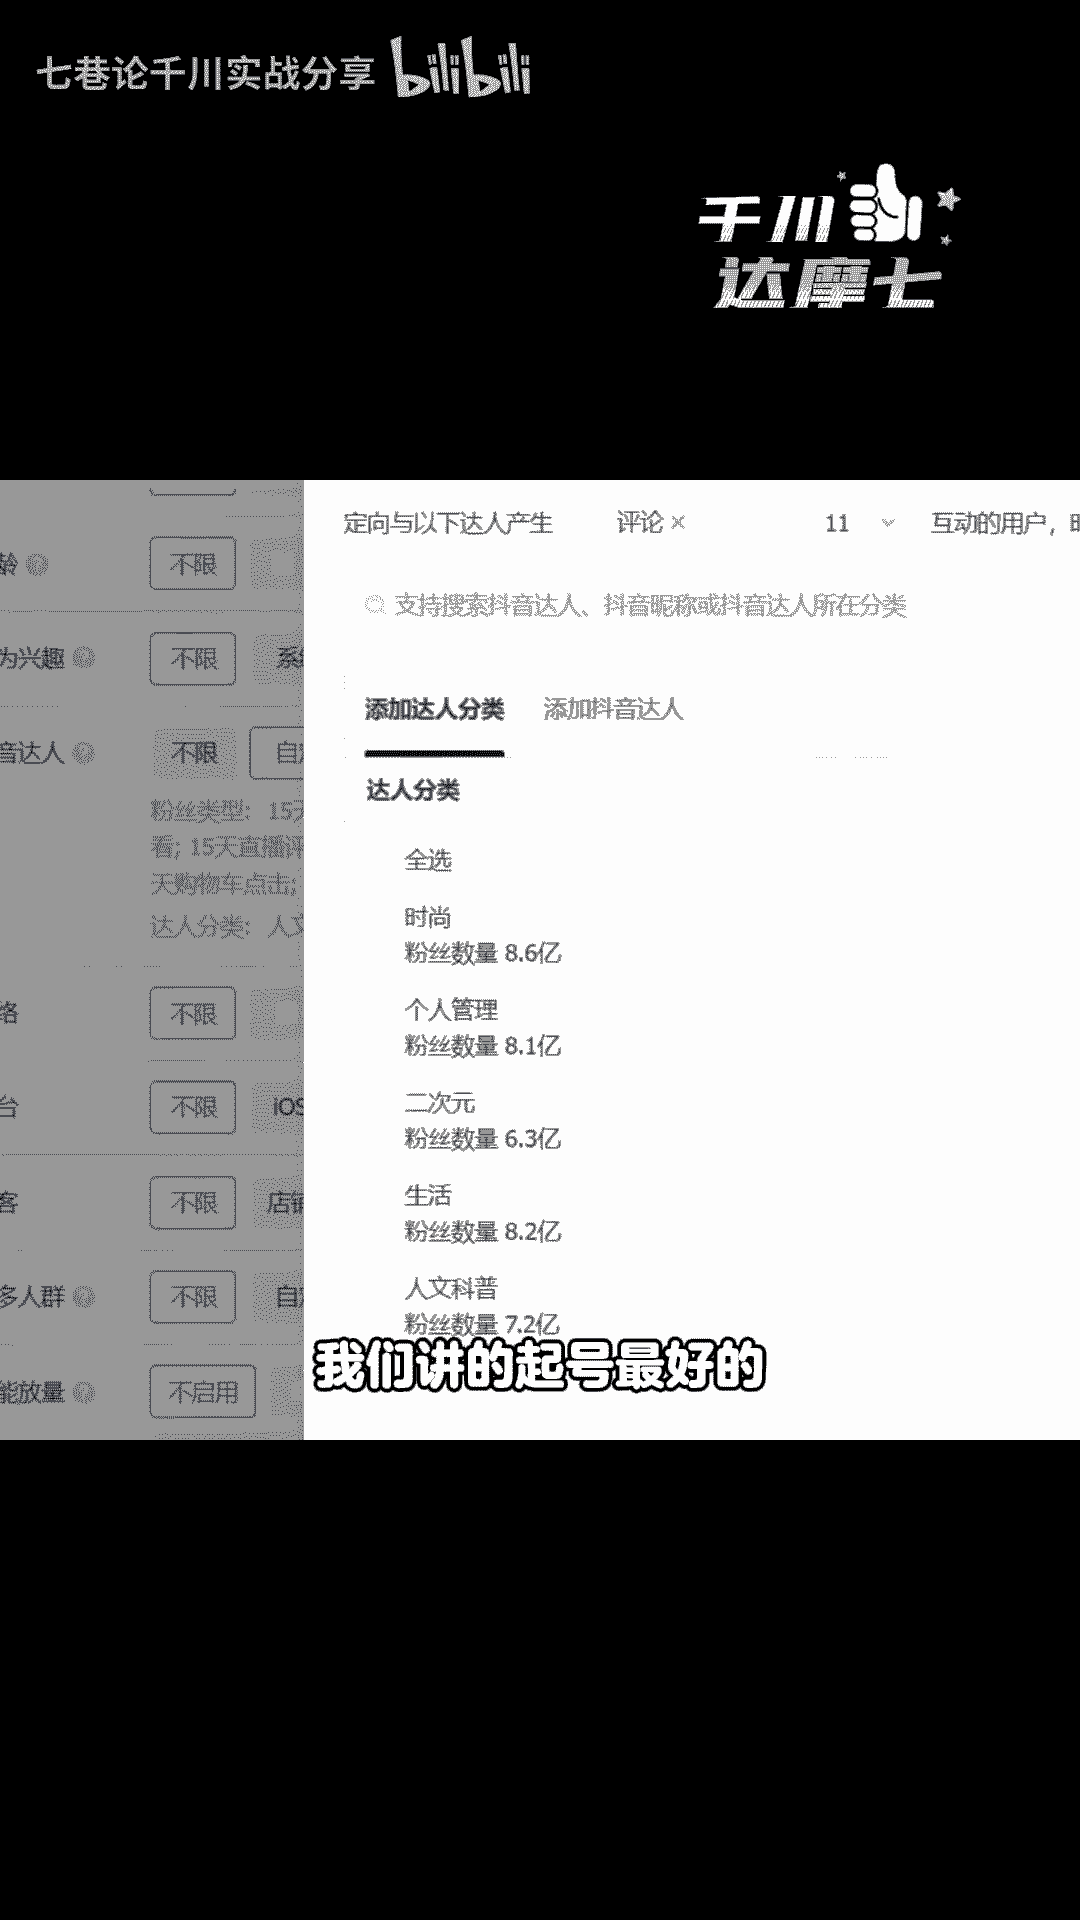 七巷论千川实战分享 bilibili
千川
达摩七
定向与以下达人产生 评论 × 11 互动的用户，
支持搜索抖音达人、抖音昵称或抖音达人所在分类
添加达人分类 添加抖音达人
达人分类
全选
时尚
粉丝数量 8.6亿
个人管理
粉丝数量 8.1亿
二次元
粉丝数量 6.3亿
生活
粉丝数量 8.2亿
人文科普
粉丝数量 7.2亿
龄 不限
为兴趣 不限 系
音达人 不限 自
粉丝类型： 15天
看；15天直播评
天购物车点击；
达人分类： 人文
络 不限
台 不限 iOS
客 不限 店铺
多人群 不限 自
能放量 不启用
我们讲的起号最好的